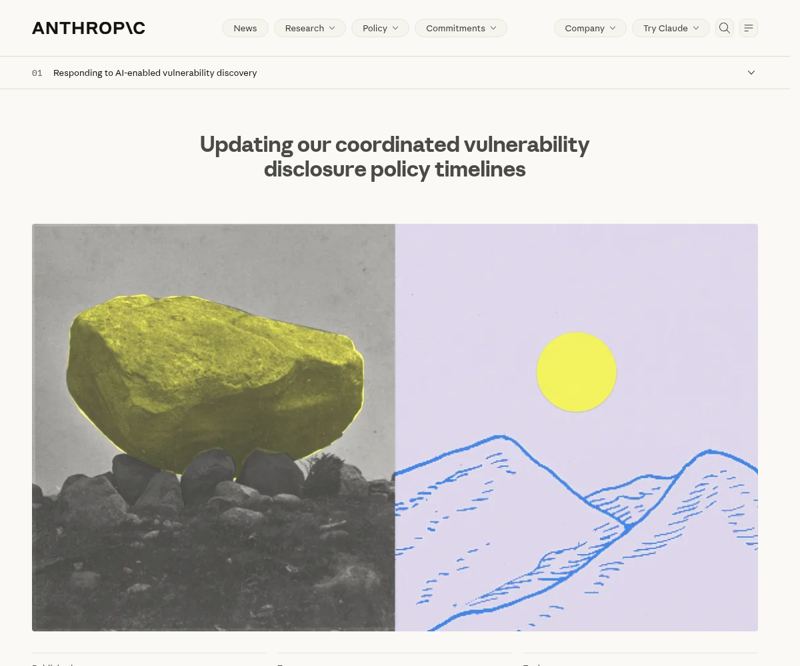 ANTHROP\C
News
Research
Policy
Commitments
Company
Try Claude
01 Responding to AI-enabled vulnerability discovery
Updating our coordinated vulnerability
disclosure policy timelines